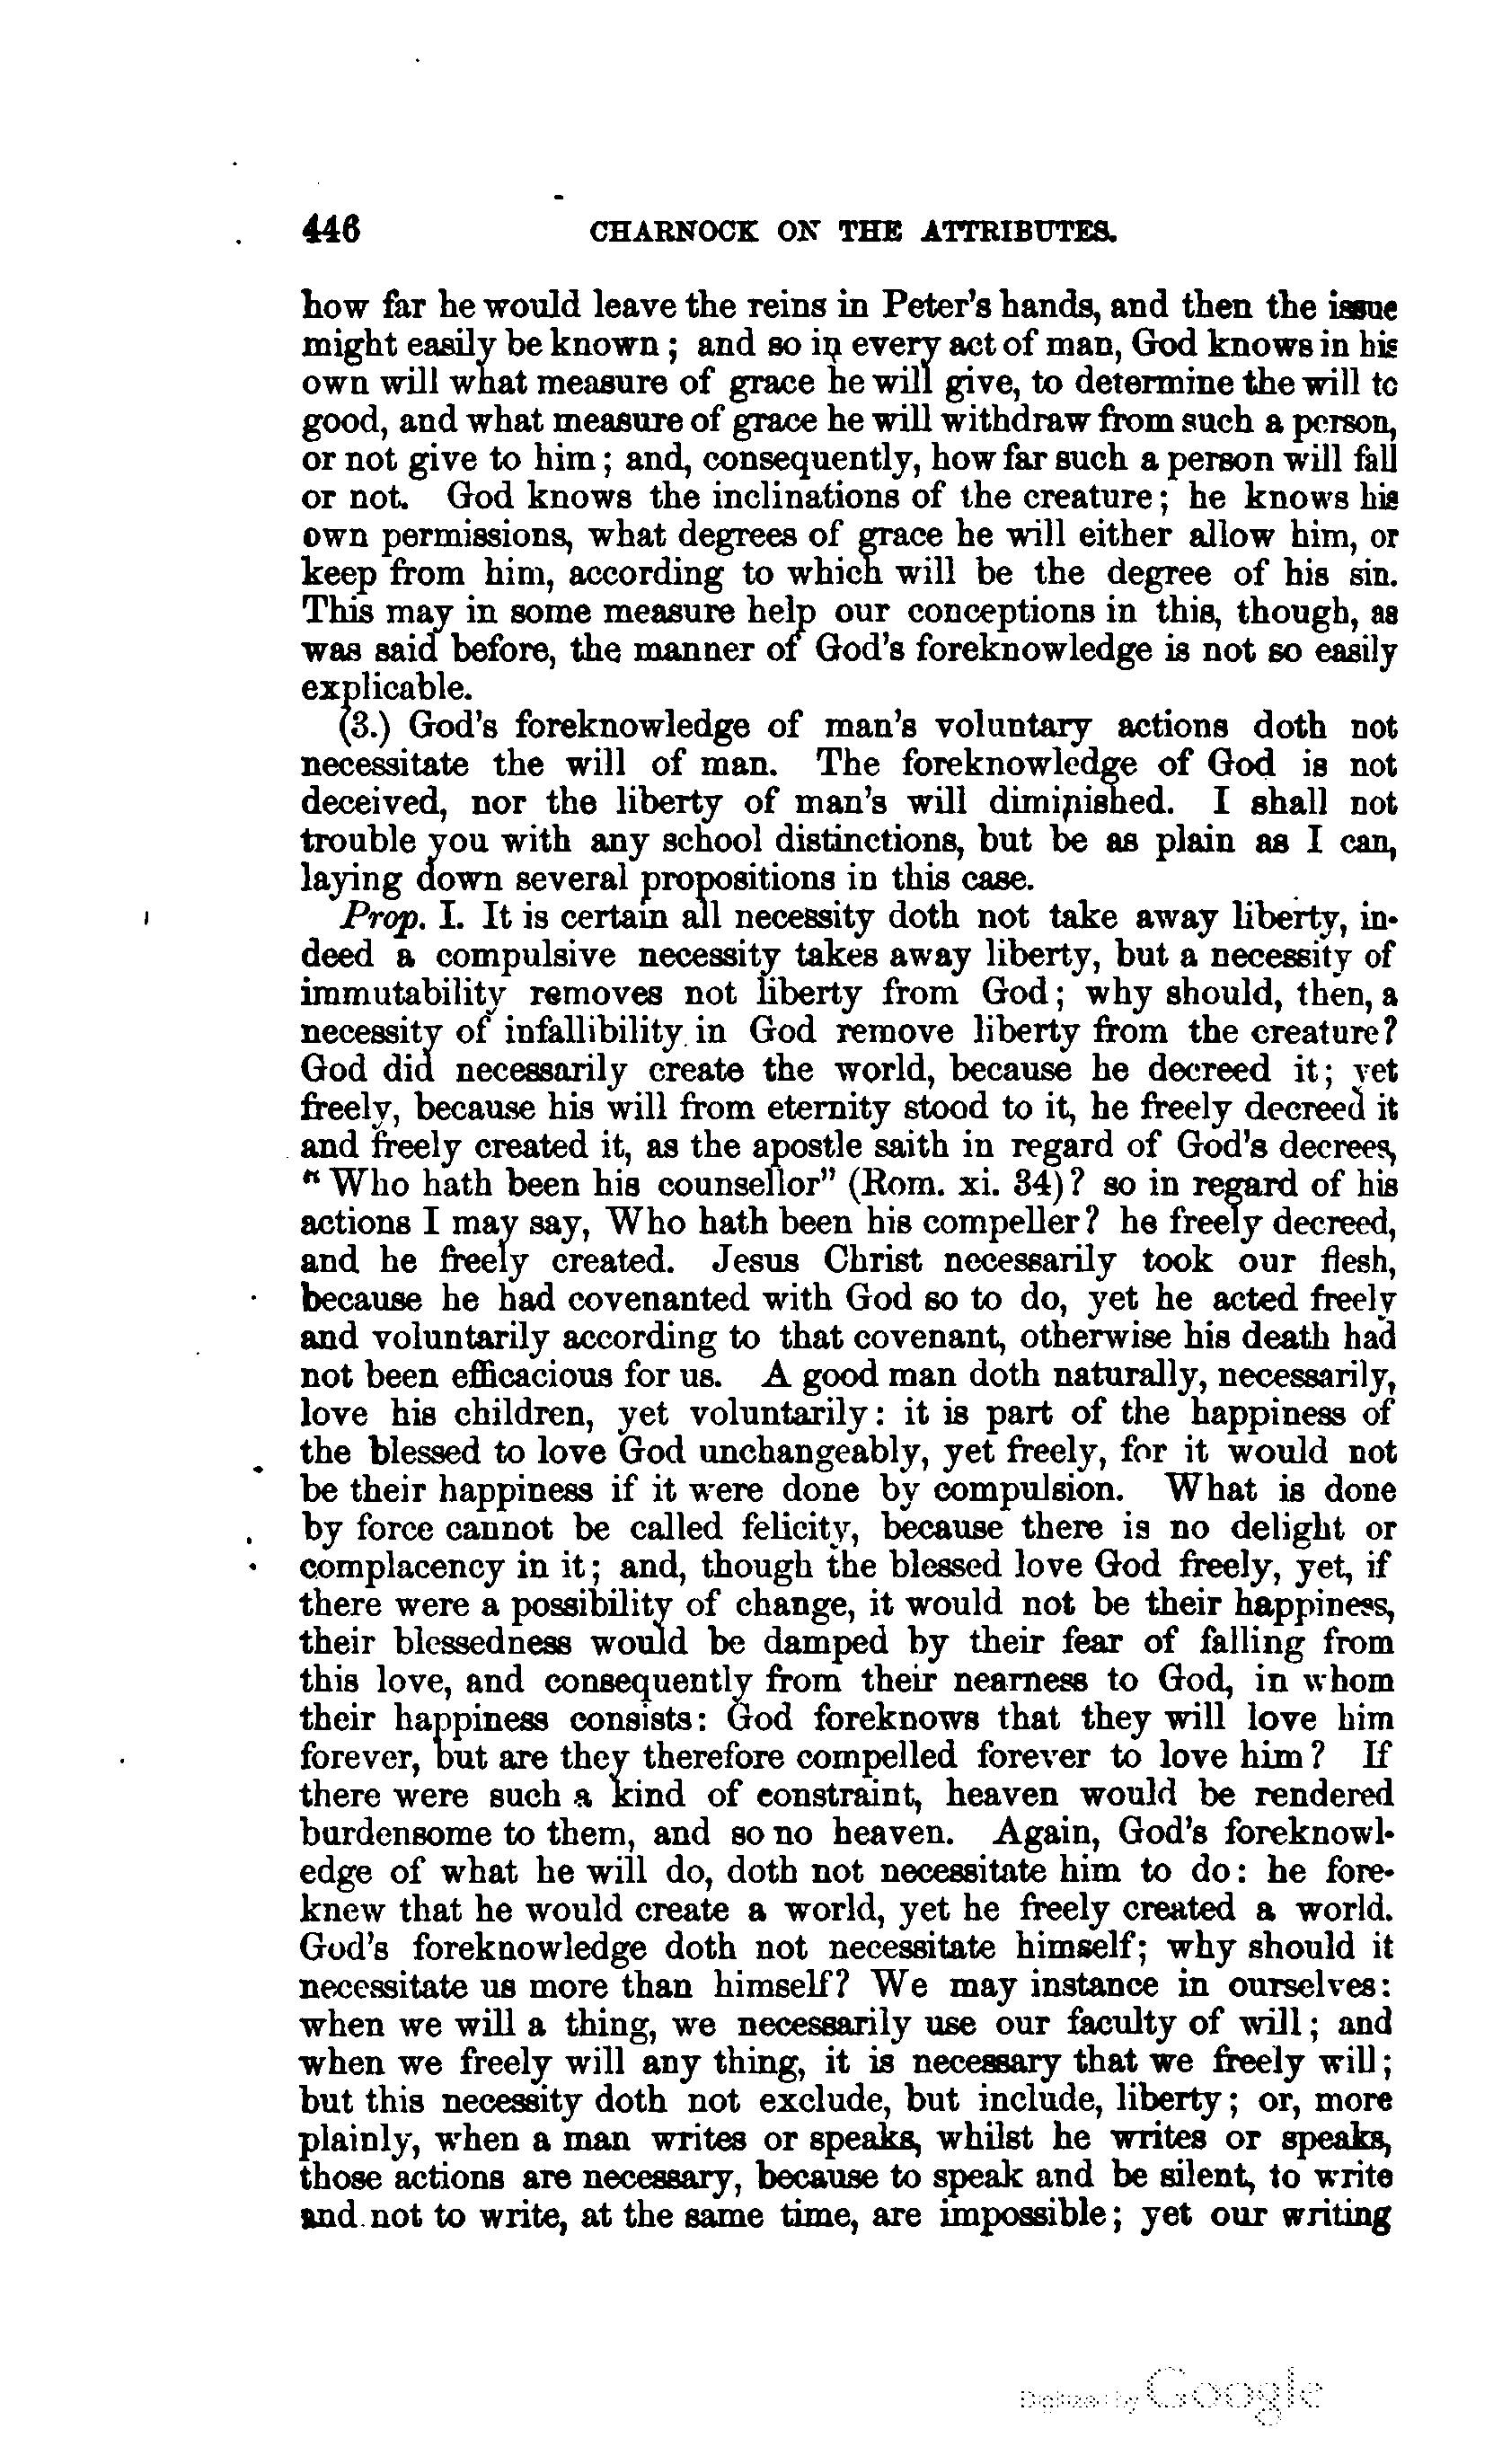 446 CHARNOCK ON THE ATTRIBUTES.
how far he would leave the reins in Peter's hands, and then the issue
might easily be known; and so in every act of man, God knows in his
own will what measure of grace he will give, to determine the will to
good, and what measure of grace he will withdraw from such a person,
or not give to him; and, consequently, how far such a person will fall
or not. God knows the inclinations of the creature; he knows his
own permissions, what degrees of grace he will either allow him, or
keep from him, according to which will be the degree of his sin.
This may in some measure help our conceptions in this, though, as
was said before, the manner of God's foreknowledge is not so easily
explicable.
(3.) God's foreknowledge of man's voluntary actions doth not
necessitate the will of man. The foreknowledge of God is not
deceived, nor the liberty of man's will diminished. I shall not
trouble you with any school distinctions, but be as plain as I can,
laying down several propositions in this case.
Prop. I. It is certain all necessity doth not take away liberty, in-
deed a compulsive necessity takes away liberty, but a necessity of
immutability removes not liberty from God; why should, then, a
necessity of infallibility in God remove liberty from the creature?
God did necessarily create the world, because he decreed it; yet
freely, because his will from eternity stood to it, he freely decreed it
and freely created it, as the apostle saith in regard of God's decrees,
"Who hath been his counsellor" (Rom. xi. 34)? so in regard of his
actions I may say, Who hath been his compeller? he freely decreed,
and he freely created. Jesus Christ necessarily took our flesh,
because he had covenanted with God so to do, yet he acted freely
and voluntarily according to that covenant, otherwise his death had
not been efficacious for us. A good man doth naturally, necessarily,
love his children, yet voluntarily: it is part of the happiness of
the blessed to love God unchangeably, yet freely, for it would not
be their happiness if it were done by compulsion. What is done
by force cannot be called felicity, because there is no delight or
complacency in it; and, though the blessed love God freely, yet, if
there were a possibility of change, it would not be their happiness,
their blessedness would be damped by their fear of falling from
this love, and consequently from their nearness to God, in whom
their happiness consists: God foreknows that they will love him
forever, but are they therefore compelled forever to love him? If
there were such a kind of constraint, heaven would be rendered
burdensome to them, and so no heaven. Again, God's foreknowl-
edge of what he will do, doth not necessitate him to do: he fore-
knew that he would create a world, yet he freely created a world.
God's foreknowledge doth not necessitate himself; why should it
necessitate us more than himself? We may instance in ourselves:
when we will a thing, we necessarily use our faculty of will; and
when we freely will any thing, it is necessary that we freely will;
but this necessity doth not exclude, but include, liberty; or, more
plainly, when a man writes or speaks, whilst he writes or speaks,
those actions are necessary, because to speak and be silent, to write
and not to write, at the same time, are impossible; yet our writing
Digitized by Google